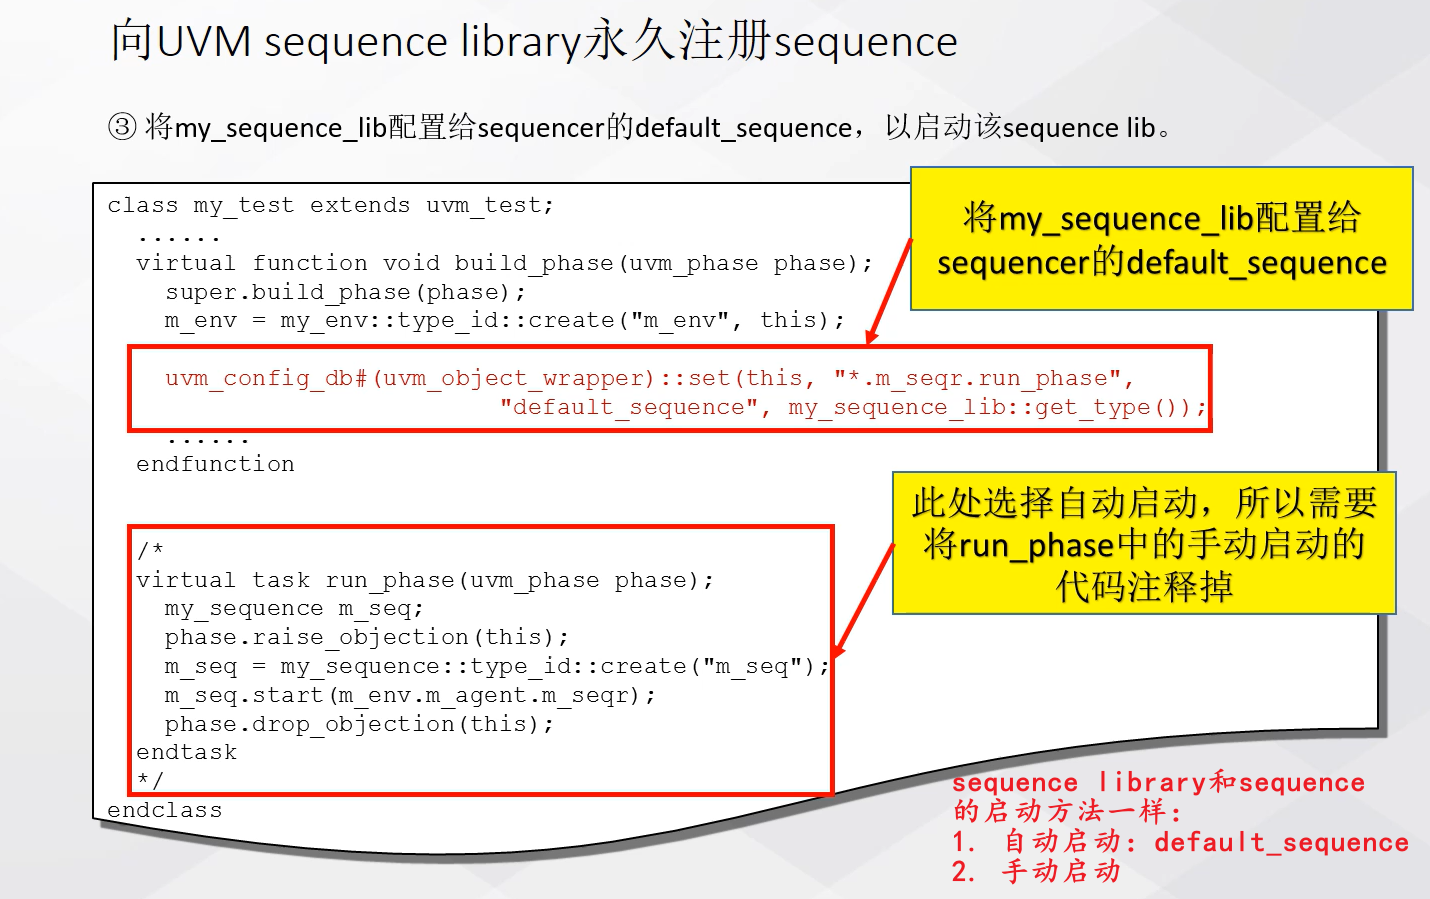 向UVM sequence library永久注册sequence
③ 将my_sequence_lib配置给sequencer的default_sequence，以启动该sequence lib。
将my_sequence_lib配置给
sequencer的default_sequence
class my_test extends uvm_test;
......
virtual function void build_phase(uvm_phase phase);
super.build_phase(phase);
m_env = my_env::type_id::create("m_env", this);
uvm_config_db#(uvm_object_wrapper)::set(this, "*.m_seqr.run_phase",
"default_sequence", my_sequence_lib::get_type());
......
endfunction
此处选择自动启动，所以需要
将run_phase中的手动启动的
代码注释掉
/*
virtual task run_phase(uvm_phase phase);
my_sequence m_seq;
phase.raise_objection(this);
m_seq = my_sequence::type_id::create("m_seq");
m_seq.start(m_env.m_agent.m_seqr);
phase.drop_objection(this);
endtask
*/
endclass
sequence library和sequence
的启动方法一样：
1. 自动启动：default_sequence
2. 手动启动